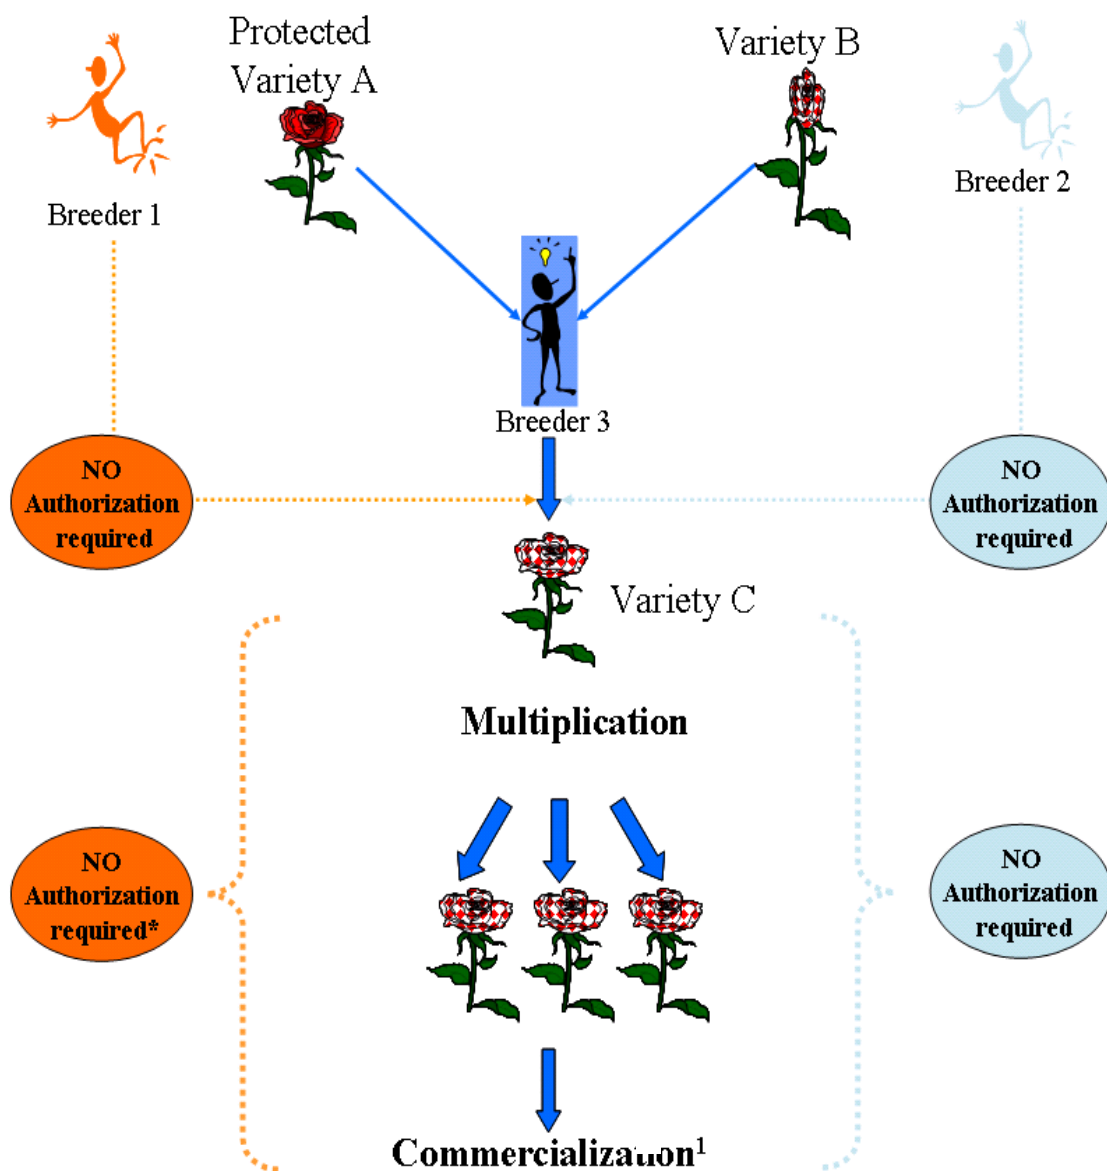 Protected
Variety A
Variety B
Breeder 1
Breeder 2
Breeder 3
NO
Authorization
required
NO
Authorization
required
Variety C
Multiplication
NO
Authorization
required*
NO
Authorization
required
Commercialization¹